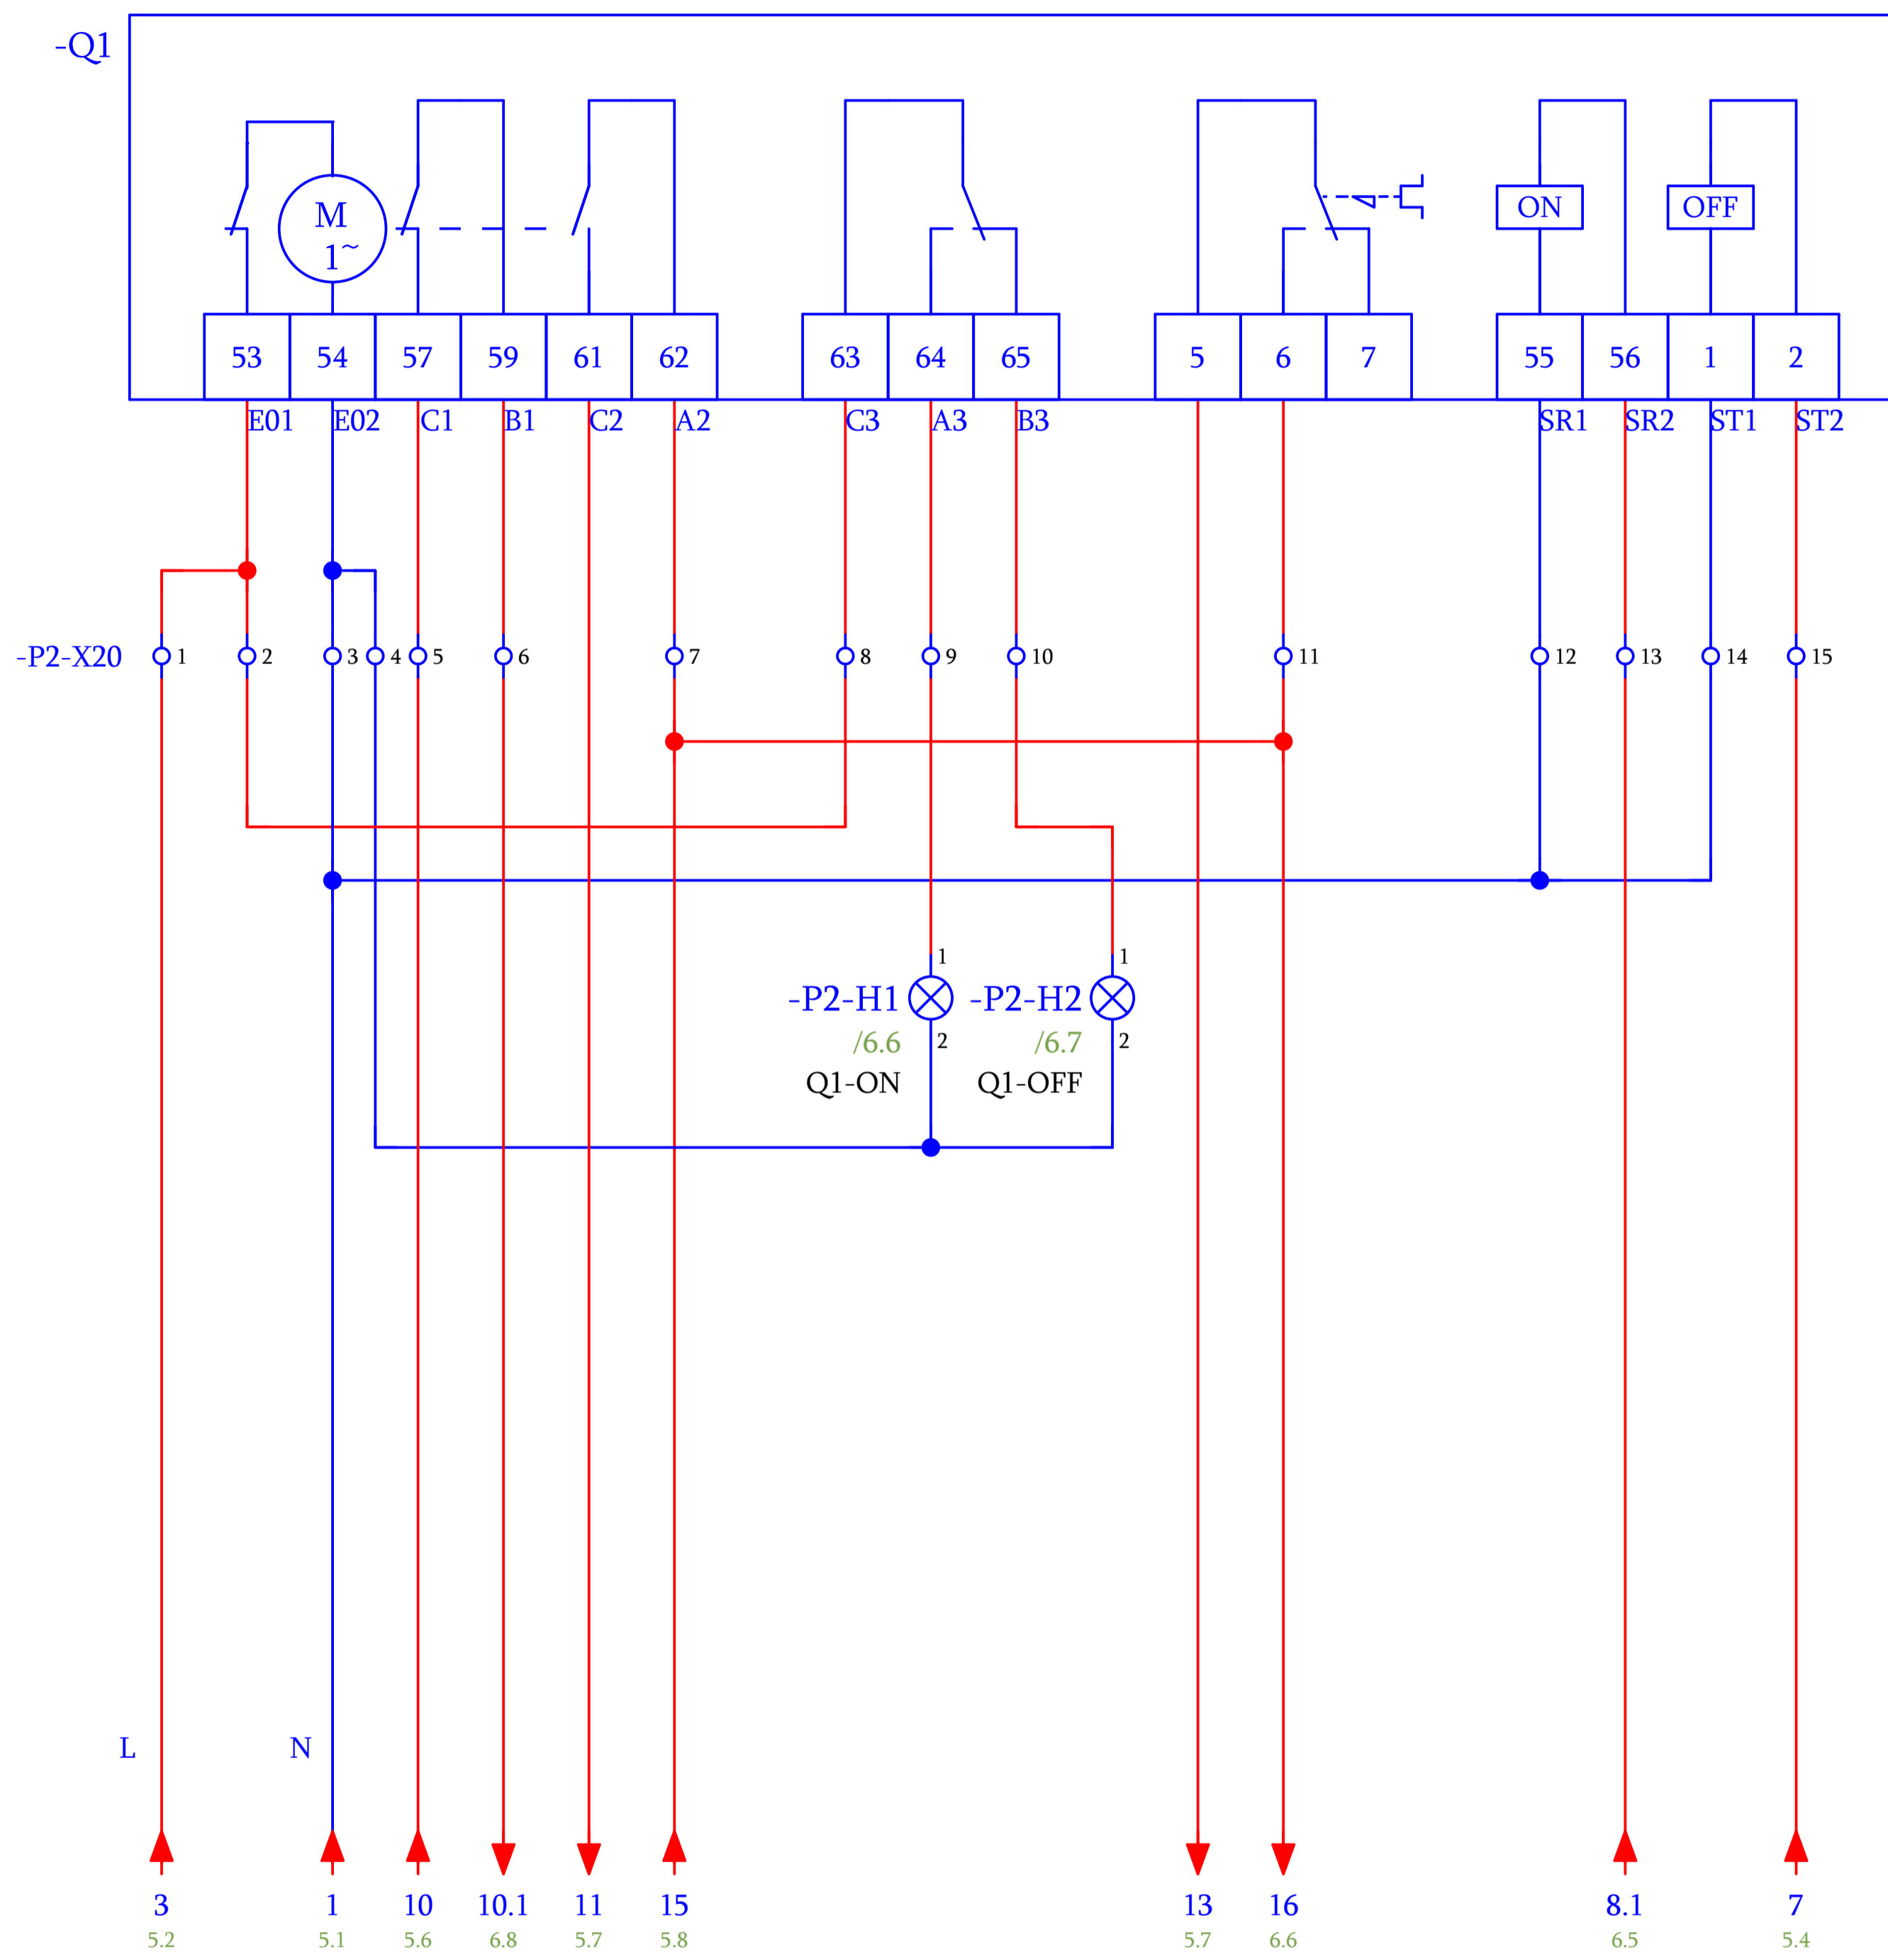 -Q1
M
1~
ON
OFF
53 54 57 59 61 62 63 64 65 5 6 7 55 56 1 2
E01 E02 C1 B1 C2 A2 C3 A3 B3 SR1 SR2 ST1 ST2
-P2-X20 1 2 3 4 5 6 7 8 9 10 11 12 13 14 15
1 1
-P2-H1 -P2-H2
/6.6 2 /6.7 2
Q1-ON Q1-OFF
L N
3 1 10 10.1 11 15 13 16 8.1 7
5.2 5.1 5.6 6.8 5.7 5.8 5.7 6.6 6.5 5.4